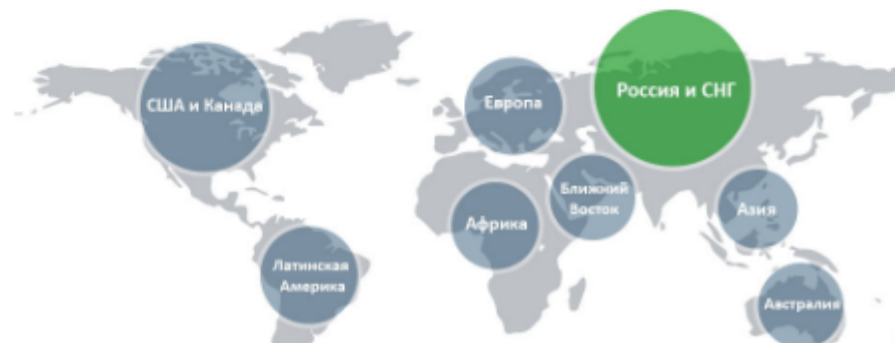 США и Канада
Европа
Россия и СНГ
Ближний
Восток
Африка
Азия
Латинская
Америка
Австралия